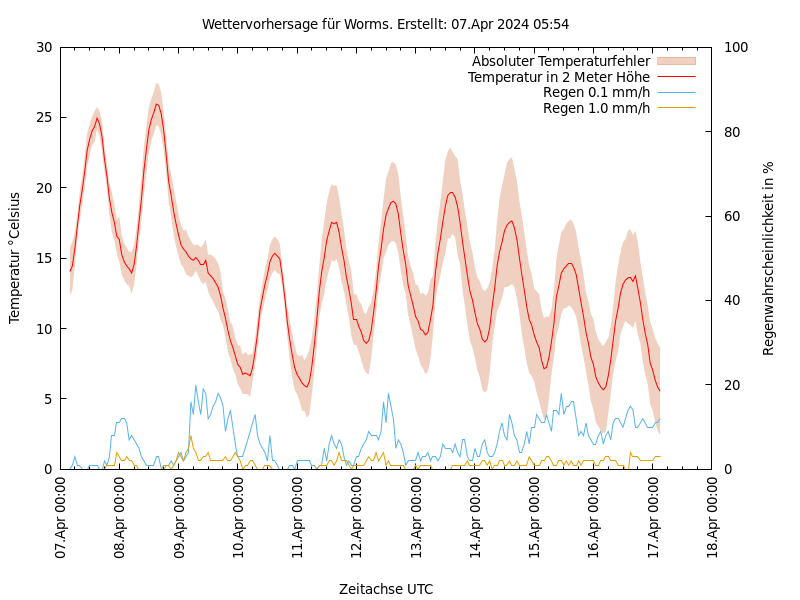 Wettervorhersage für Worms. Erstellt: 07.Apr 2024 05:54
Absoluter Temperaturfehler
Temperatur in 2 Meter Höhe
Regen 0.1 mm/h
Regen 1.0 mm/h
Temperatur °Celsius
30
25
20
15
10
5
0
100
80
60
40
20
0
Regenwahrscheinlichkeit in %
07.Apr 00:00
08.Apr 00:00
09.Apr 00:00
10.Apr 00:00
11.Apr 00:00
12.Apr 00:00
13.Apr 00:00
14.Apr 00:00
15.Apr 00:00
16.Apr 00:00
17.Apr 00:00
18.Apr 00:00
Zeitachse UTC